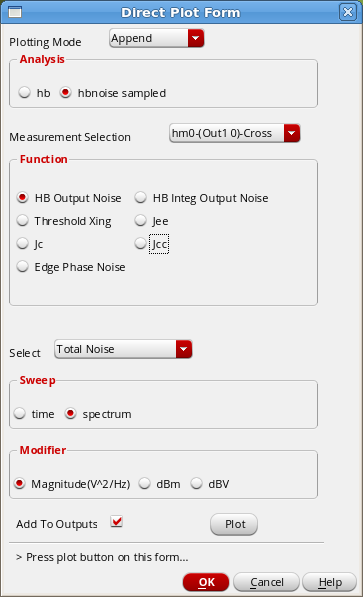 Direct Plot Form
Plotting Mode Append
Analysis
hb hbnoise sampled
Measurement Selection hm0-(Out1 0)-Cross
Function
HB Output Noise HB Integ Output Noise
Threshold Xing Jee
Jc Jcc
Edge Phase Noise
Select Total Noise
Sweep
time spectrum
Modifier
Magnitude(V^2/Hz) dBm dBV
Add To Outputs Plot
> Press plot button on this form...
OK Cancel Help